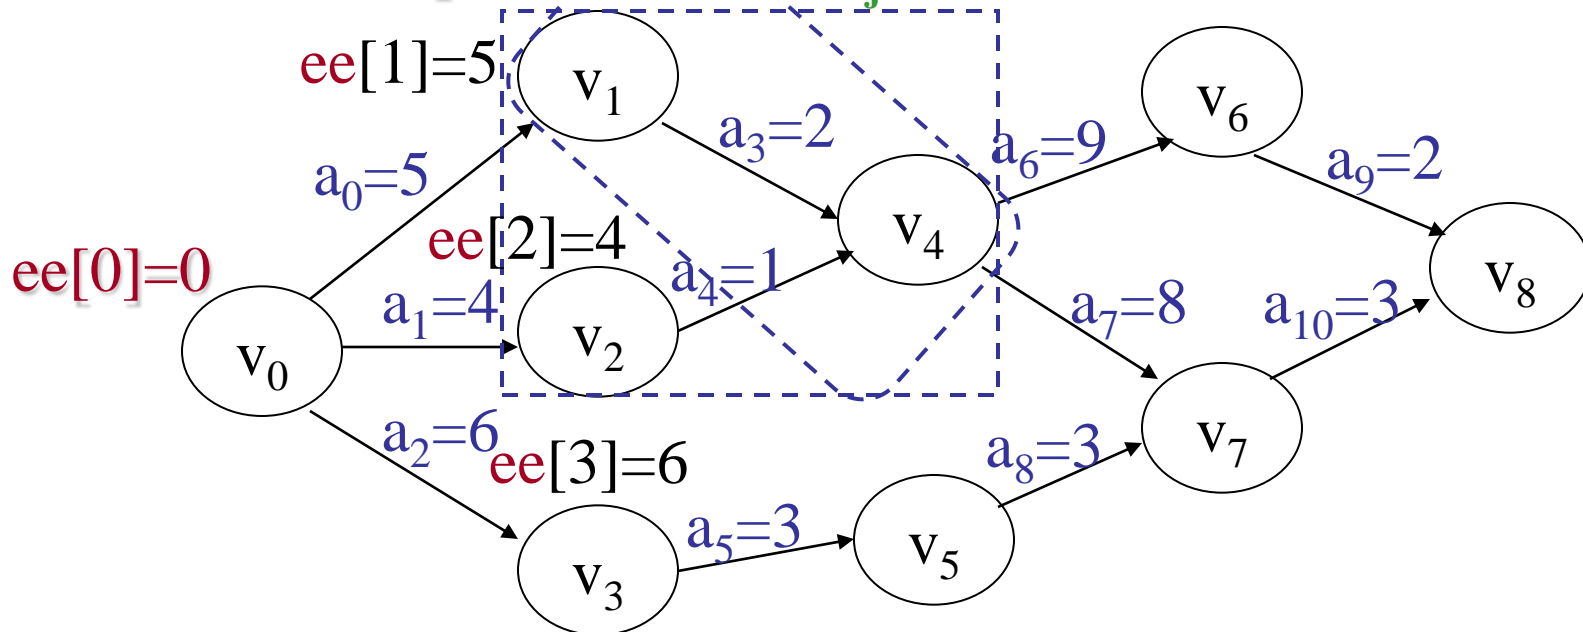 j
ee[1]=5
v1
v6
a3=2
a6=9
a9=2
a0=5
v4
ee[2]=4
ee[0]=0
a4=1
v8
a1=4
a7=8
a10=3
v0
v2
a2=6
v7
ee[3]=6
a8=3
a5=3
v5
v3